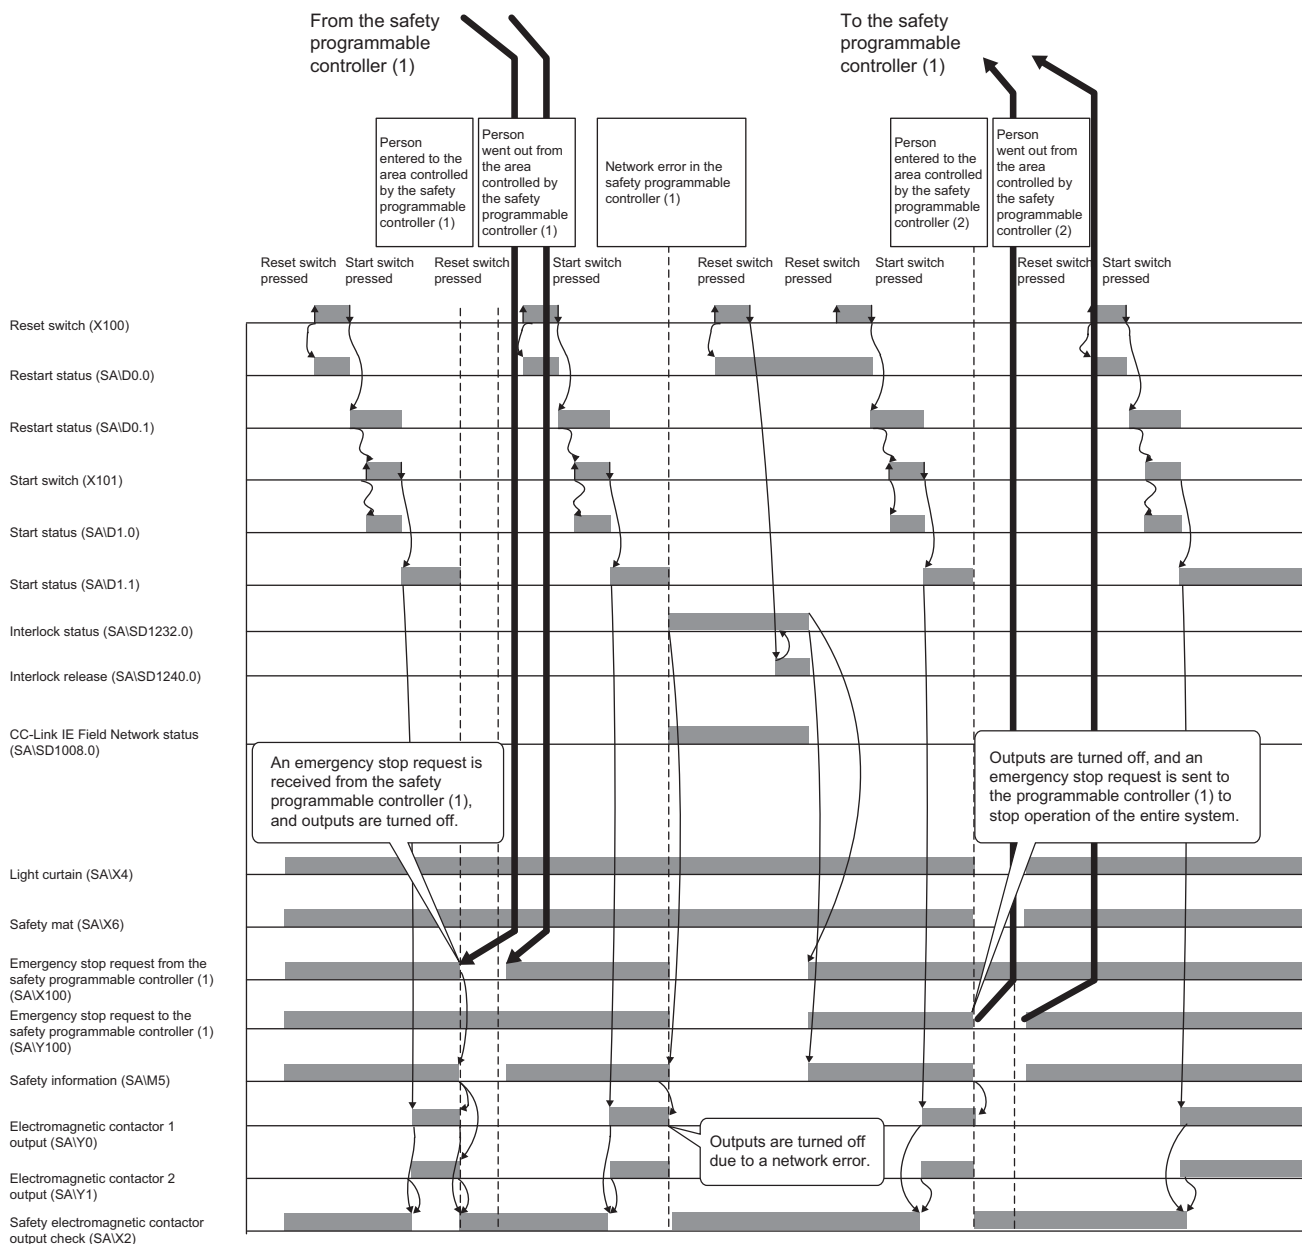 From the safety
programmable
controller (1)
To the safety
programmable
controller (1)
Person
entered to the
area controlled
by the safety
programmable
controller (1)
Person
went out from
the area
controlled by
the safety
programmable
controller (1)
Network error in the
safety programmable
controller (1)
Person
entered to the
area controlled
by the safety
programmable
controller (2)
Person
went out from
the area
controlled by
the safety
programmable
controller (2)
Reset switch
pressed
Start switch
pressed
Reset switch
pressed
Start switch
pressed
Reset switch
pressed
Reset switch
pressed
Start switch
pressed
Reset switch
pressed
Start switch
pressed
Reset switch (X100)
Restart status (SA\D0.0)
Restart status (SA\D0.1)
Start switch (X101)
Start status (SA\D1.0)
Start status (SA\D1.1)
Interlock status (SA\SD1232.0)
Interlock release (SA\SD1240.0)
CC-Link IE Field Network status
(SA\SD1008.0)
An emergency stop request is
received from the safety
programmable controller (1),
and outputs are turned off.
Outputs are turned off, and an
emergency stop request is sent to
the programmable controller (1) to
stop operation of the entire system.
Light curtain (SA\X4)
Safety mat (SA\X6)
Emergency stop request from the
safety programmable controller (1)
(SA\X100)
Emergency stop request to the
safety programmable controller (1)
(SA\Y100)
Safety information (SA\M5)
Electromagnetic contactor 1
output (SA\Y0)
Outputs are turned off
due to a network error.
Electromagnetic contactor 2
output (SA\Y1)
Safety electromagnetic contactor
output check (SA\X2)